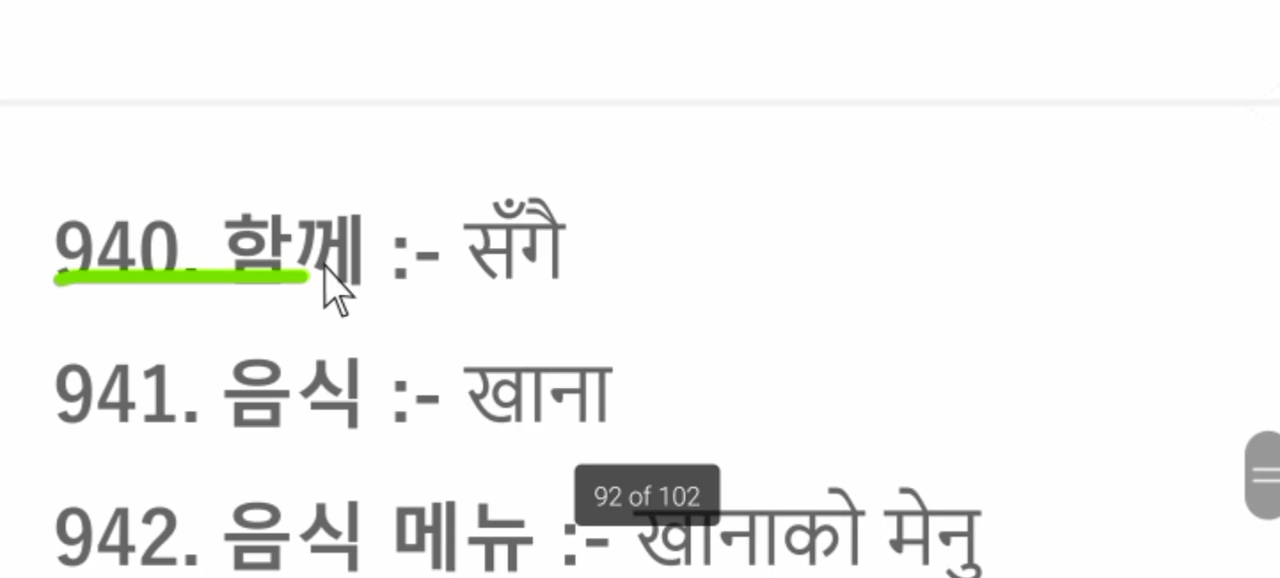 940. 함께 :- सँगै
941. 음식 :- खाना
92 of 102
942. 음식 메뉴 :- खानाको मेनु